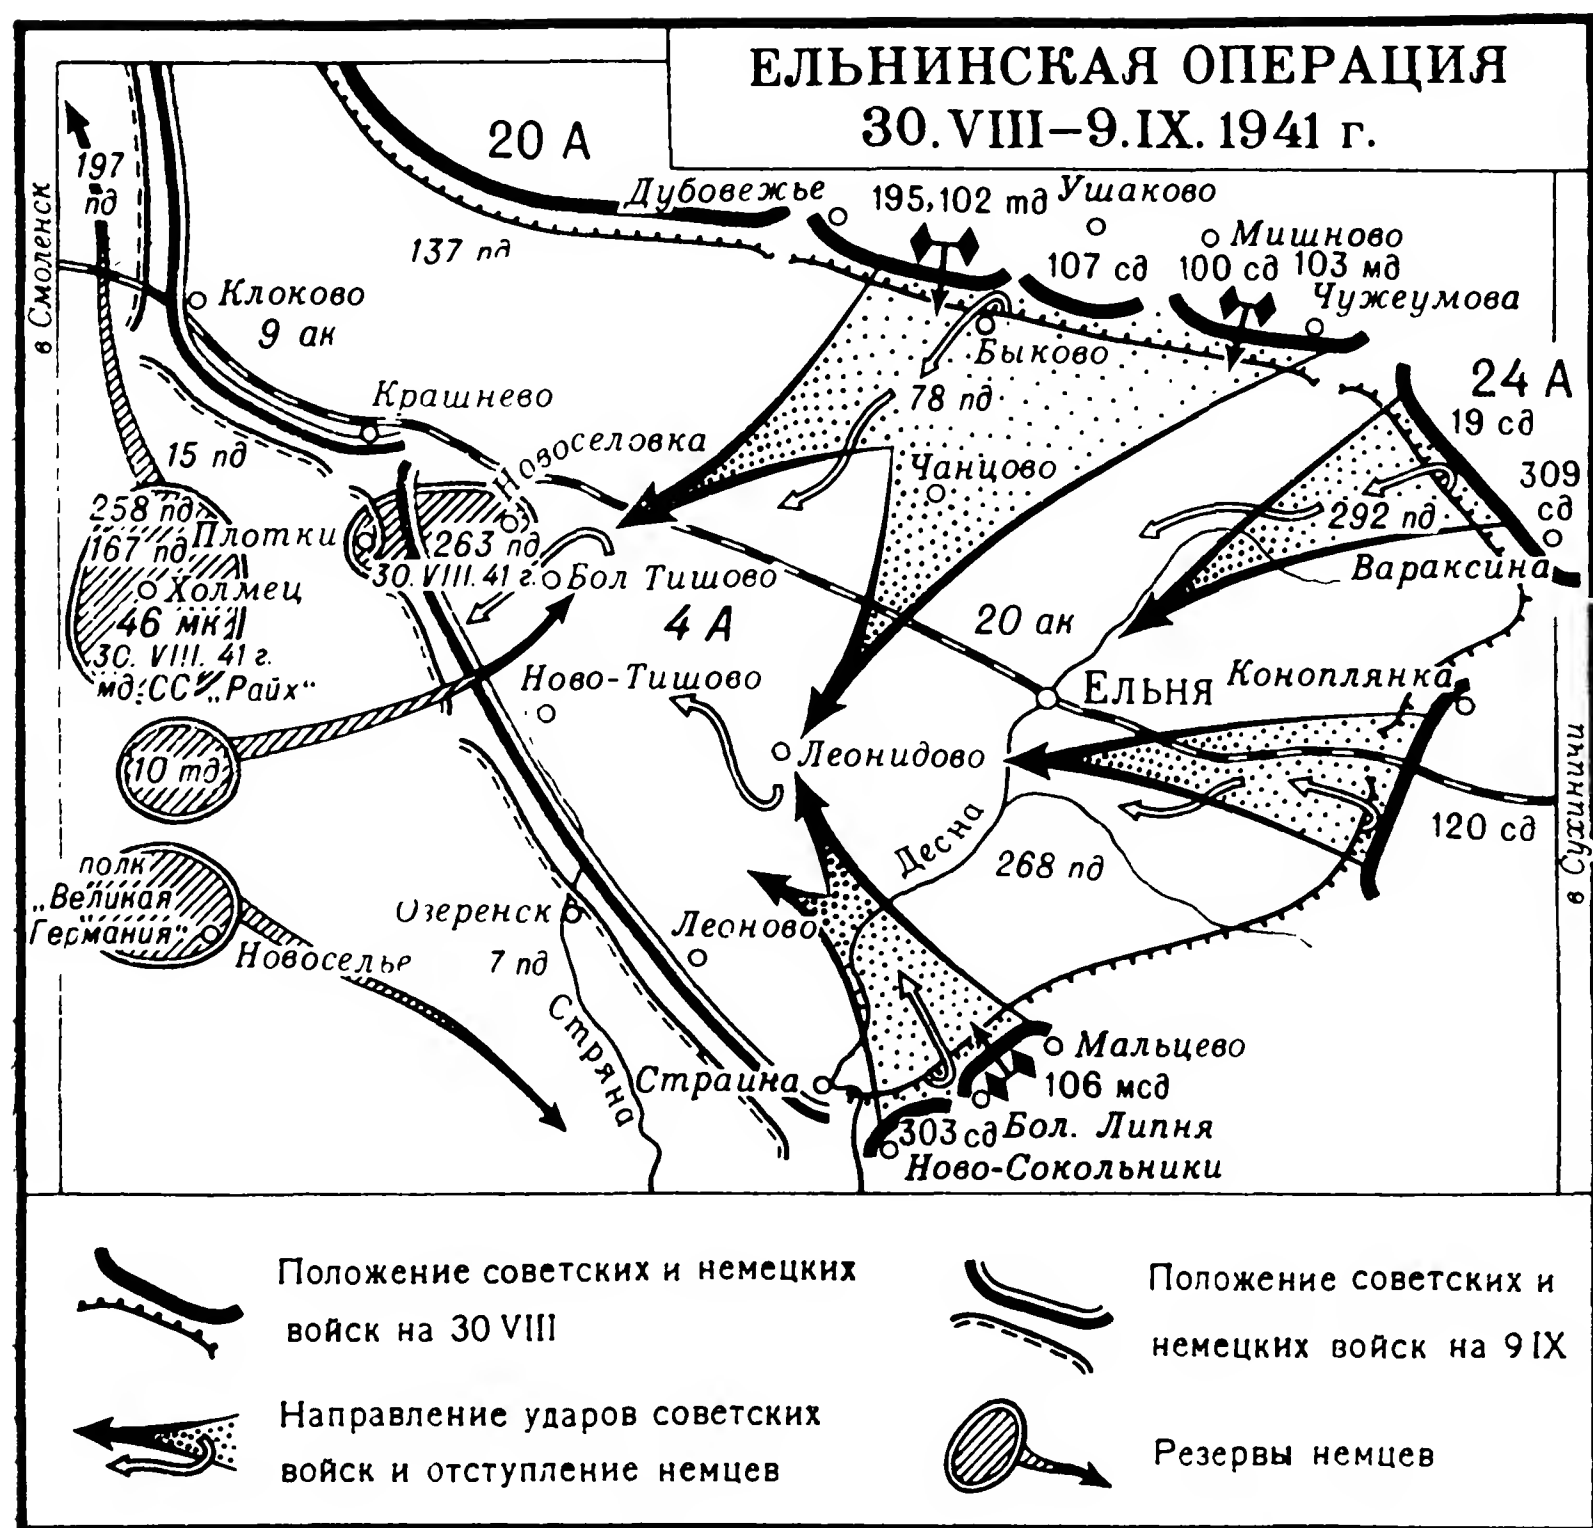 ЕЛЬНИНСКАЯ ОПЕРАЦИЯ
30.VIII–9.IX.1941 г.
20 А
197
пд
в Смоленск
Дубовежье
195,102 тд
Ушаково
137 пд
Мишново
107 сд
100 сд
103 мд
Клоково
9 ак
Чужеумова
Быково
24 А
Крашнево
78 пд
19 сд
Новоселовка
15 пд
Чанцово
309
сд
258 пд
167 пд
Плотки
263 пд
30.VIII.41 г.
292 пд
Холмец
Бол Тишово
Вараксина
46 мк
4 А
20 ак
30. VIII. 41 г.
мд СС „Райх“
Ново-Тишово
Ельня
Коноплянка
10 тд
Леонидово
в Сухиничи
Десна
120 сд
268 пд
полк
„Великая
Германия“
Озеренск
Леоново
Новоселье
7 пд
Стряна
Страина
Мальцево
106 мсд
303 сд
Бол. Липня
Ново-Сокольники
Положение советских и немецких
войск на 30 VIII
Положение советских и
немецких войск на 9 IX
Направление ударов советских
войск и отступление немцев
Резервы немцев